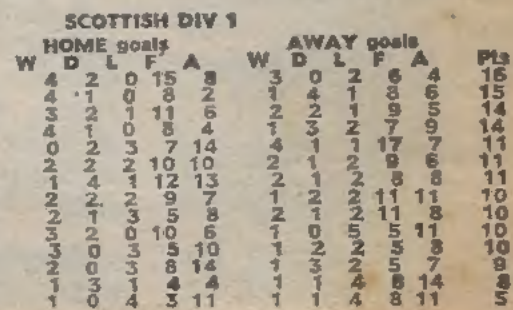 SCOTTISH DIV 1
HOME goals AWAY goals
W D L F A W D L F A Pts
4 2 0 15 8 3 0 2 6 4 16
4 1 0 8 2 1 4 1 8 6 15
3 2 1 11 6 2 2 1 9 5 14
4 1 0 8 4 1 3 2 7 9 14
0 2 3 7 14 4 1 1 17 7 11
2 2 2 10 10 2 1 2 9 6 11
1 4 1 12 13 2 1 2 8 8 11
2 2 2 9 7 1 2 2 11 11 10
2 1 3 5 8 2 1 2 11 8 10
3 2 0 10 6 1 0 5 5 11 10
3 0 3 5 10 1 2 2 5 8 10
2 0 3 8 14 1 3 2 5 7 9
1 3 1 4 4 1 1 4 8 14 8
1 0 4 3 11 1 1 4 8 11 5